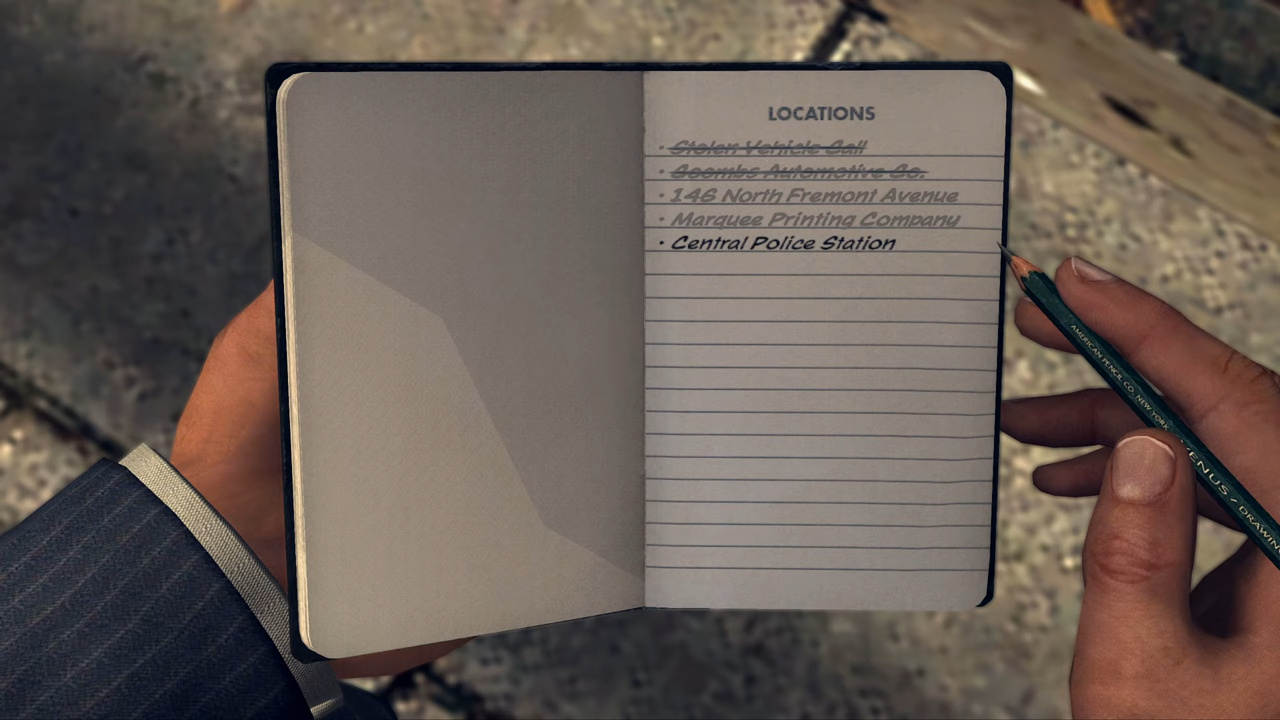 LOCATIONS
· Stolen Vehicle Call
· Coombs Automotive Co.
· 146 North Fremont Avenue
· Marquee Printing Company
· Central Police Station
AMERICAN PENCIL CO. NEW YORK
VENUS / DRAWING